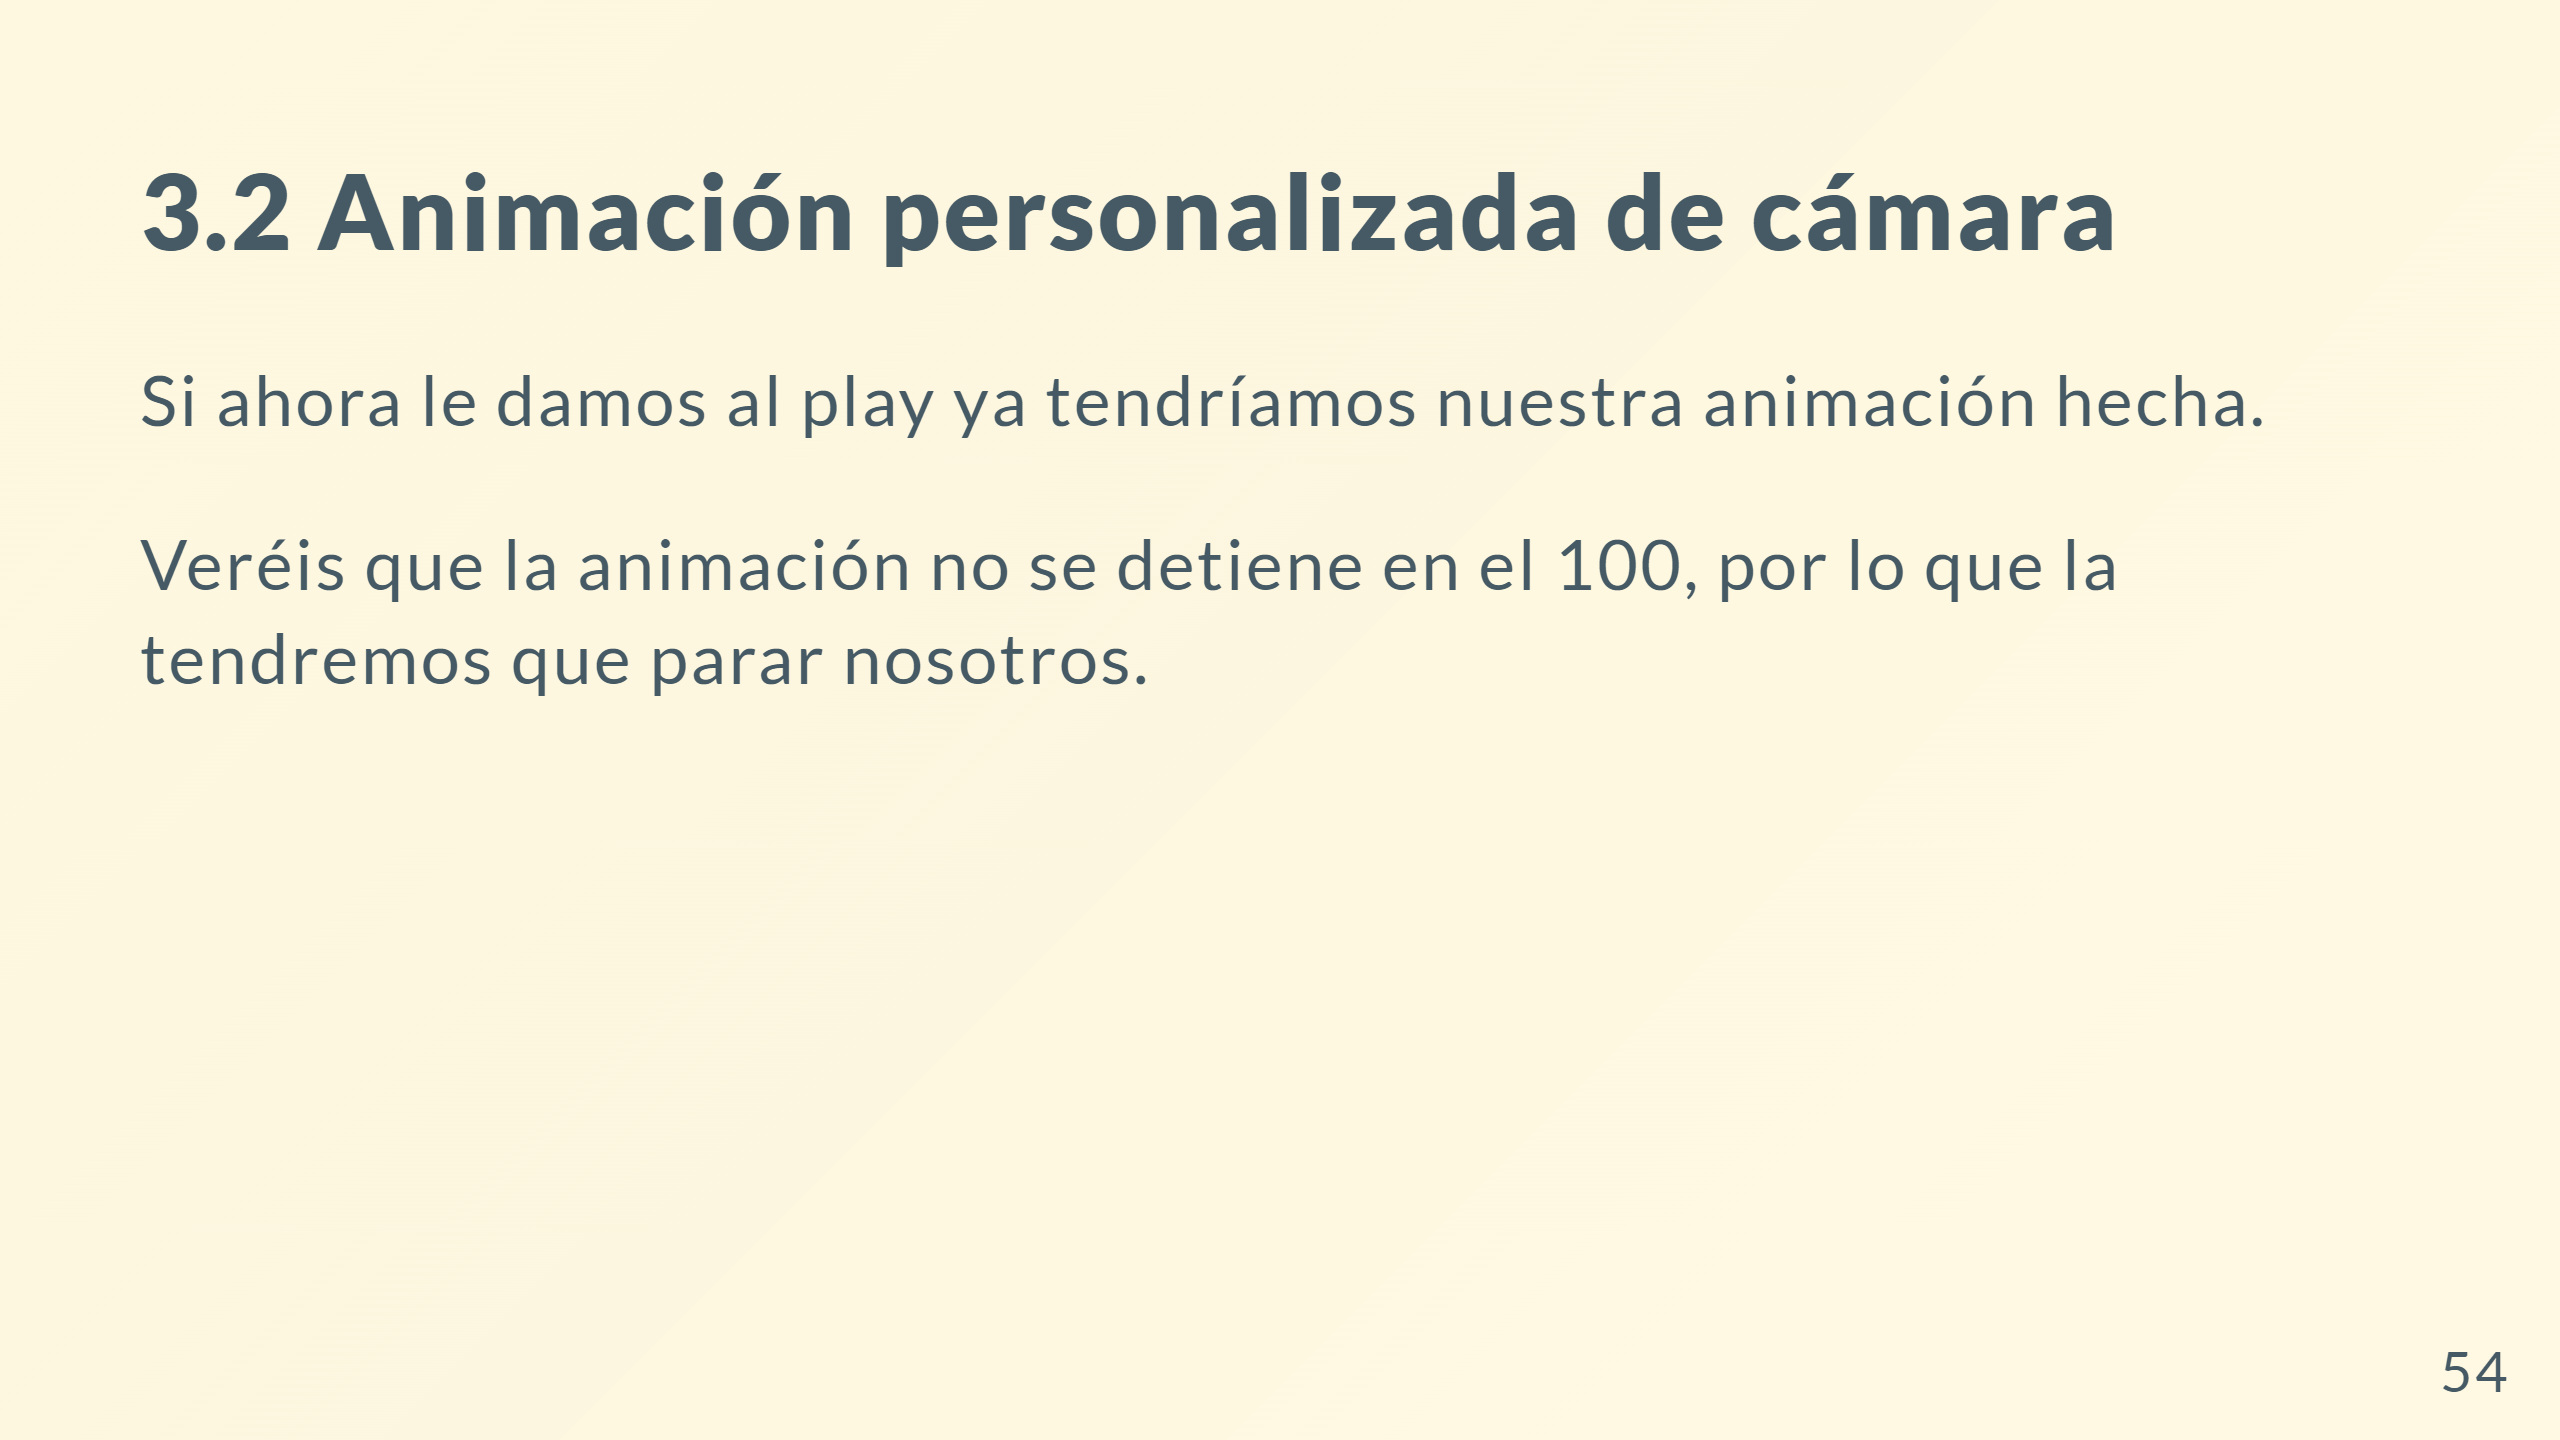 3.2 Animación personalizada de cámara
Si ahora le damos al play ya tendríamos nuestra animación hecha.
Veréis que la animación no se detiene en el 100, por lo que la
tendremos que parar nosotros.
54